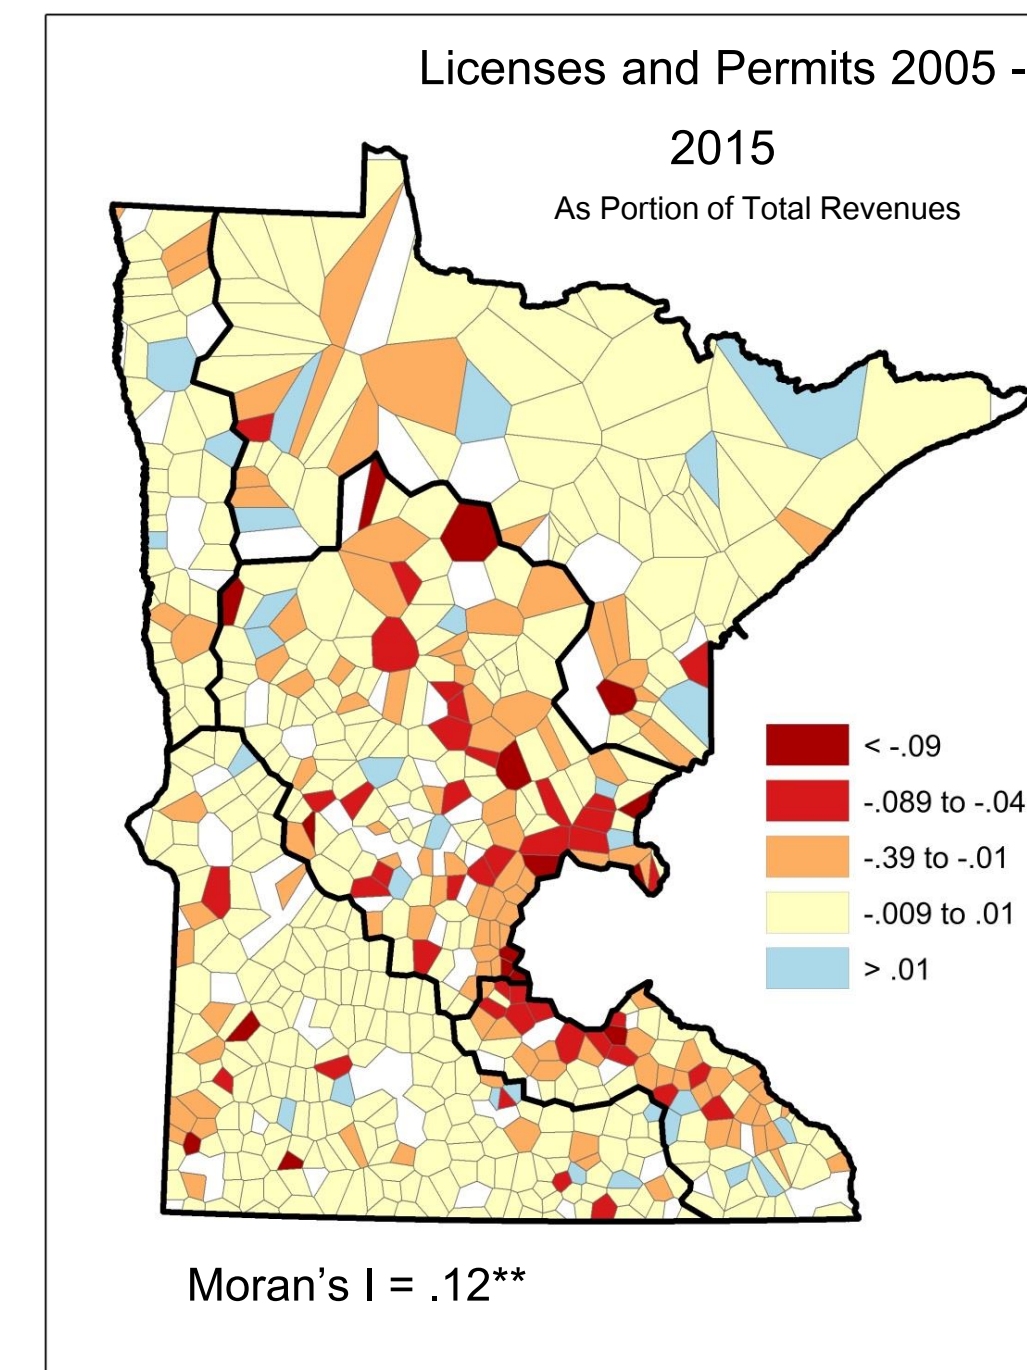 Licenses and Permits 2005 -
2015
As Portion of Total Revenues
< -.09
-.089 to -.04
-.39 to -.01
-.009 to .01
> .01
Moran’s I = .12**